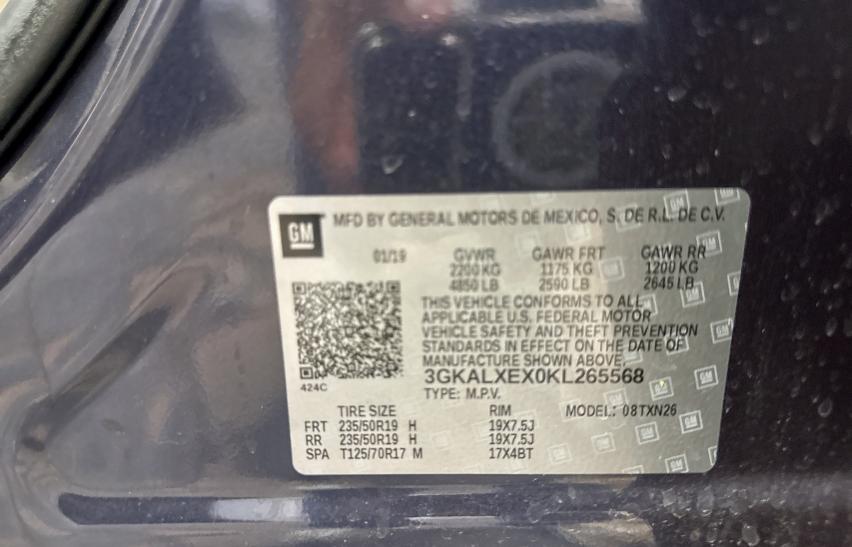 GM MFD BY GENERAL MOTORS DE MEXICO, S. DE R.L. DE C.V.
01/19 GVWR GAWR FRT GAWR RR
2200 KG 1175 KG 1200 KG
4850 LB 2590 LB 2645 LB
THIS VEHICLE CONFORMS TO ALL
APPLICABLE U.S. FEDERAL MOTOR
VEHICLE SAFETY AND THEFT PREVENTION
STANDARDS IN EFFECT ON THE DATE OF
MANUFACTURE SHOWN ABOVE.
3GKALXEX0KL265568
424C
TYPE: M.P.V.
TIRE SIZE RIM MODEL: 08TXN26
FRT 235/50R19 H 19X7.5J
RR 235/50R19 H 19X7.5J
SPA T125/70R17 M 17X4BT